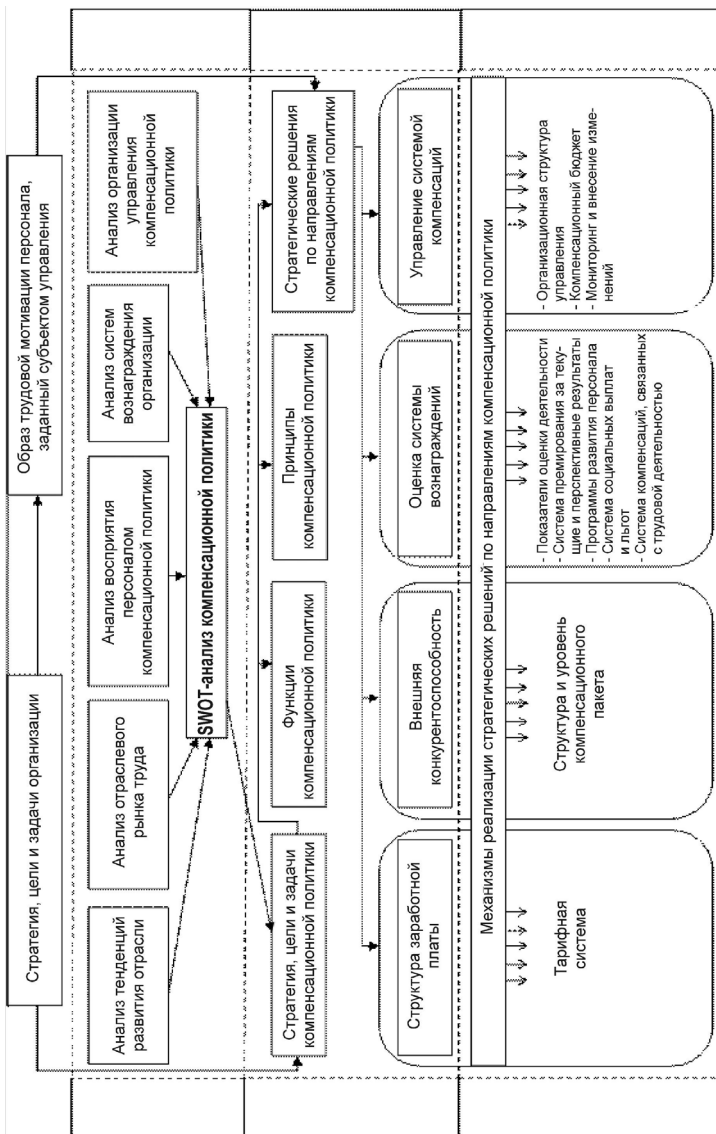 Стратегия, цели и задачи организации
Образ трудовой мотивации персонала,
заданный субъектом управления
Анализ тенденций
развития отрасли
Анализ отраслевого
рынка труда
Анализ восприятия
персоналом
компенсационной политики
Анализ систем
вознаграждения
организации
Анализ организации
управления
компенсационной
политики
SWOT-анализ компенсационной политики
Стратегия, цели и задачи
компенсационной политики
Функции
компенсационной политики
Принципы
компенсационной политики
Стратегические решения
по направлениям
компенсационной политики
Структура заработной
платы
Внешняя
конкурентоспособность
Оценка системы
вознаграждений
Управление системой
компенсаций
Механизмы реализации стратегических решений по направлениям компенсационной политики
Тарифная
система
Структура и уровень
компенсационного
пакета
- Показатели оценки деятельности
- Система премирования за теку-
щие и перспективные результаты
- Программы развития персонала
- Система социальных выплат
и льгот
- Система компенсаций, связанных
с трудовой деятельностью
- Организационная структура
управления
- Компенсационный бюджет
- Мониторинг и внесение изме-
нений